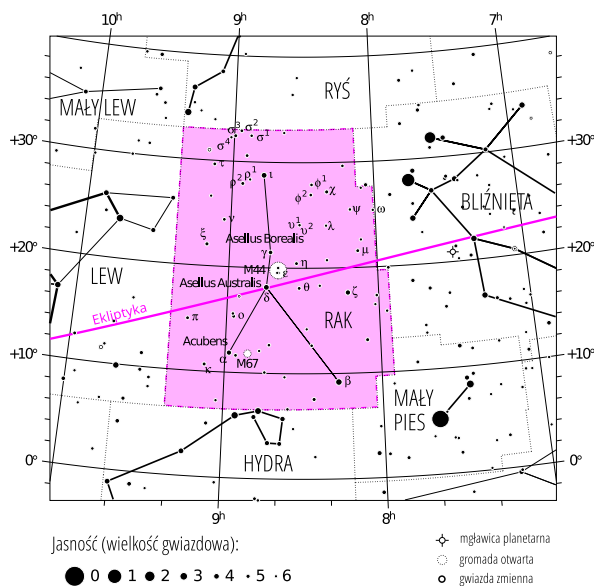 10h 9h 8h 7h
RYŚ
MAŁY LEW
+30° +30°
σ3 σ2
σ4 σ1
τ
ρ2 ρ1 ι
φ2 φ1 χ
BLIŹNIĘTA
ψ ω
ν
υ1 υ2 λ
ξ
Asellus Borealis
+20° +20°
γ μ
M44 ε η
LEW
Asellus Australis
δ θ ζ
Ekliptyka
π ο
RAK
Acubens
α M67
+10° +10°
κ
β
MAŁY
PIES
HYDRA
0° 0°
9h 8h
Jasność (wielkość gwiazdowa):
0 1 2 3 4 5 6
mgławica planetarna
gromada otwarta
gwiazda zmienna